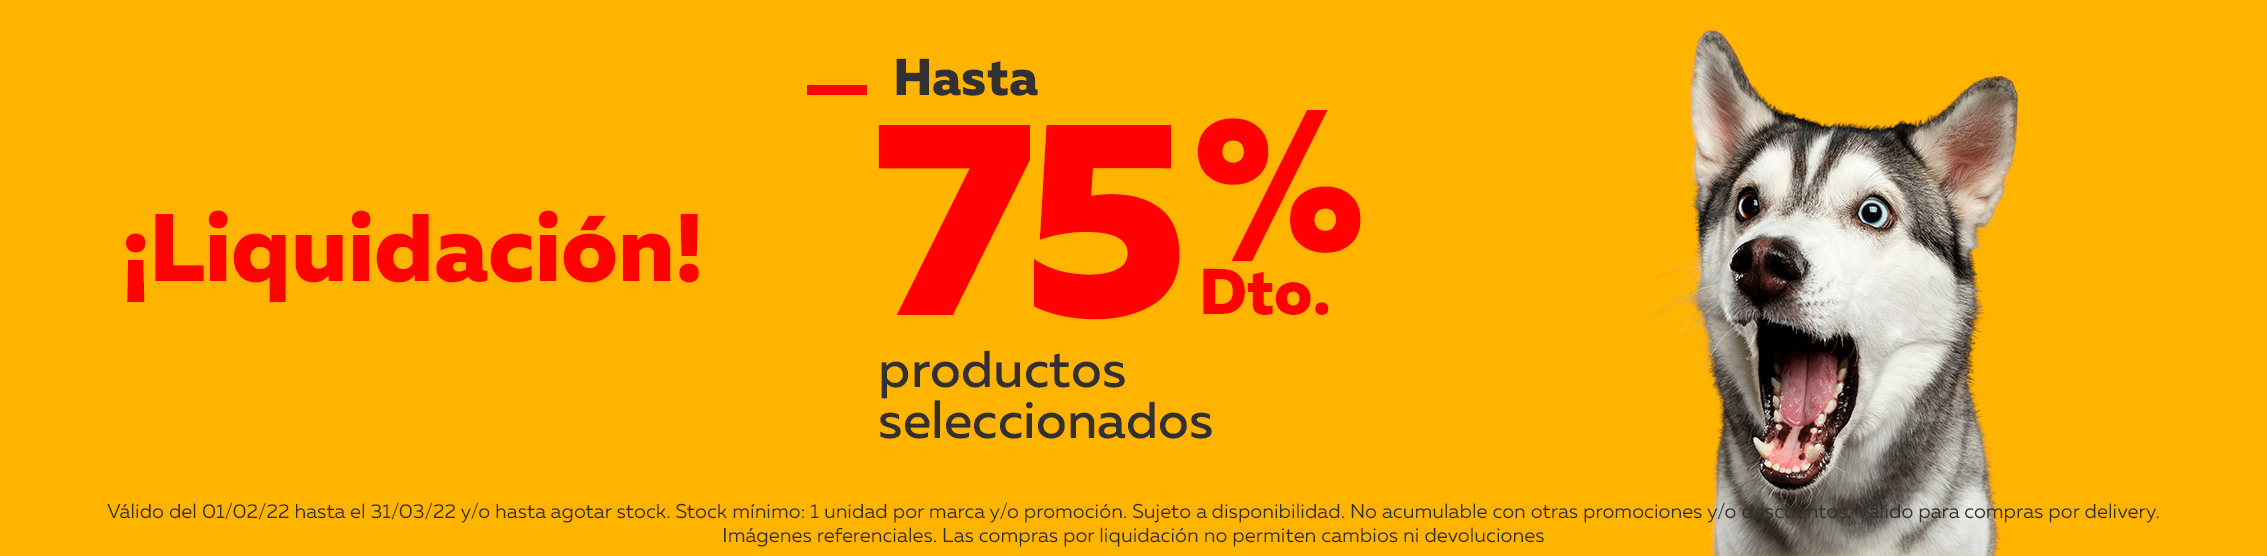 ¡Liquidación!
Hasta
75%
Dto.
productos
seleccionados
Válido del 01/02/22 hasta el 31/03/22 y/o hasta agotar stock. Stock mínimo: 1 unidad por marca y/o promoción. Sujeto a disponibilidad. No acumulable con otras promociones y/o descuentos. Válido para compras por delivery.
Imágenes referenciales. Las compras por liquidación no permiten cambios ni devoluciones